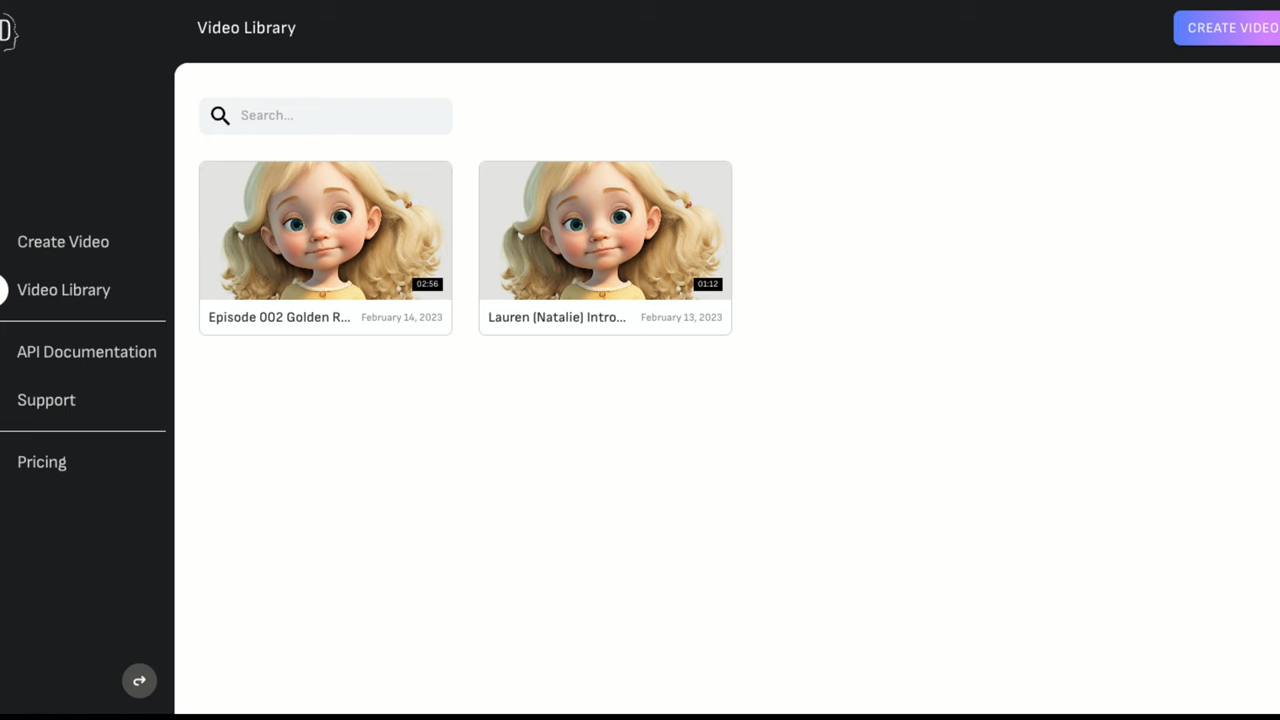 D
Video Library
CREATE VIDEO
Search...
02:56
01:12
Episode 002 Golden R...
February 14, 2023
Lauren (Natalie) Intro...
February 13, 2023
Create Video
Video Library
API Documentation
Support
Pricing